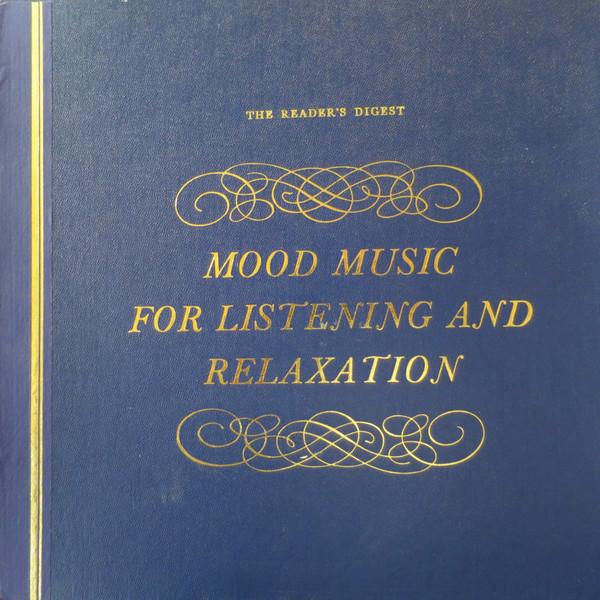 THE READER'S DIGEST
MOOD MUSIC
FOR LISTENING AND
RELAXATION